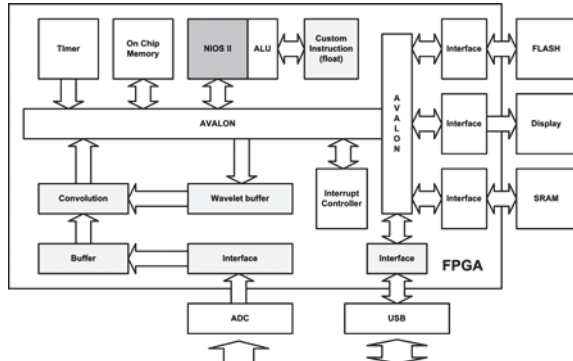 TImer
On Chip
Memory
NIOS II
ALU
Custom
Instruction
(float)
Interface
FLASH
AVALON
AVALON
Interface
Display
Convolution
Wavelet buffer
Interrupt
Controller
Interface
SRAM
Buffer
Interface
Interface
FPGA
ADC
USB